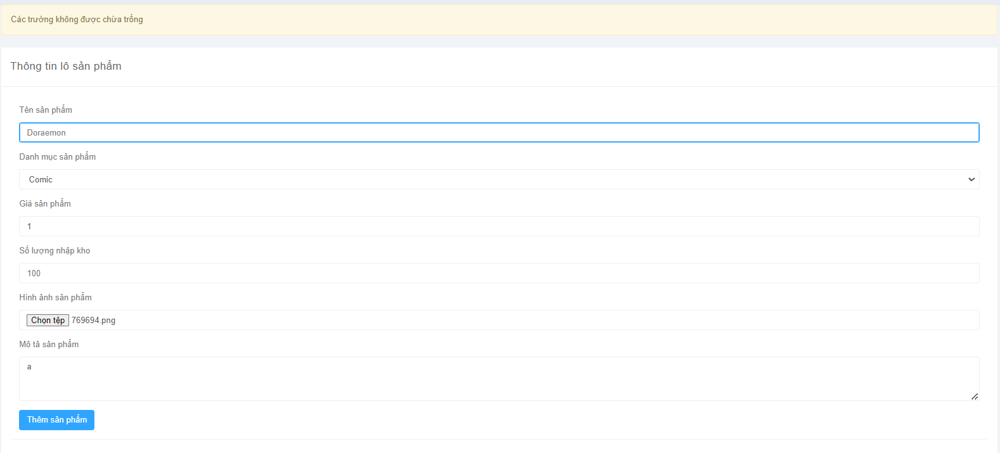 Các trường không được chừa trống
Thông tin lô sản phẩm
Tên sản phẩm
Doraemon
Danh mục sản phẩm
Comic
Giá sản phẩm
1
Số lượng nhập kho
100
Hình ảnh sản phẩm
Chọn tệp 769694.png
Mô tả sản phẩm
a
Thêm sản phẩm